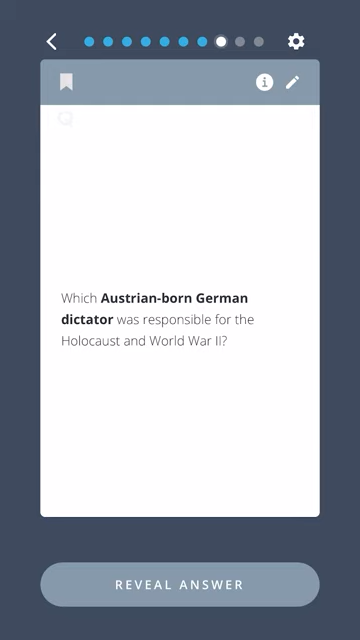 Which Austrian-born German
dictator was responsible for the
Holocaust and World War II?
REVEAL ANSWER